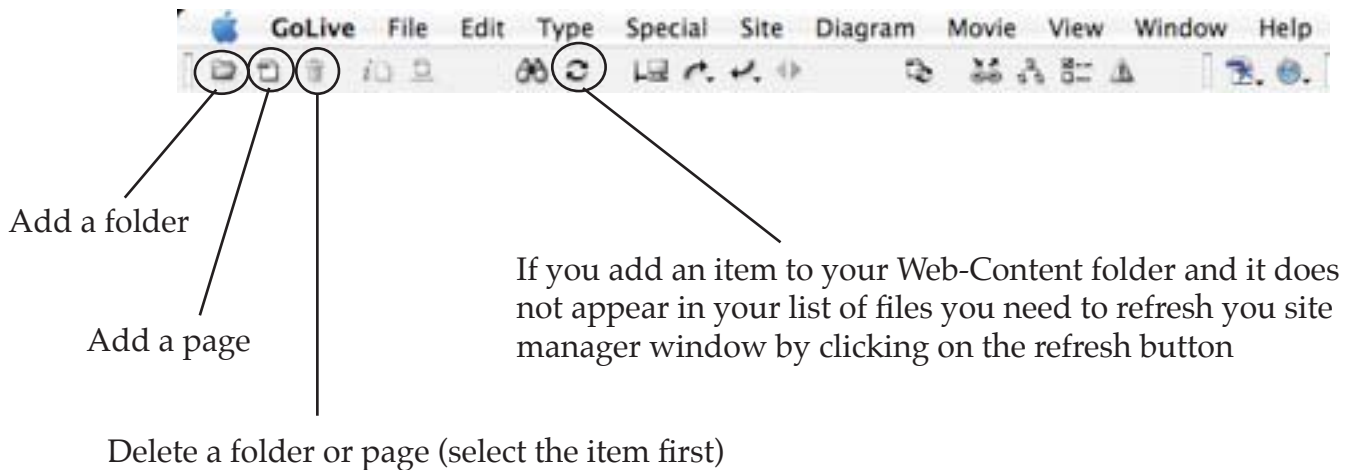 GoLive File Edit Type Special Site Diagram Movie View Window Help
Add a folder
If you add an item to your Web-Content folder and it does
not appear in your list of files you need to refresh you site
manager window by clicking on the refresh button
Add a page
Delete a folder or page (select the item first)